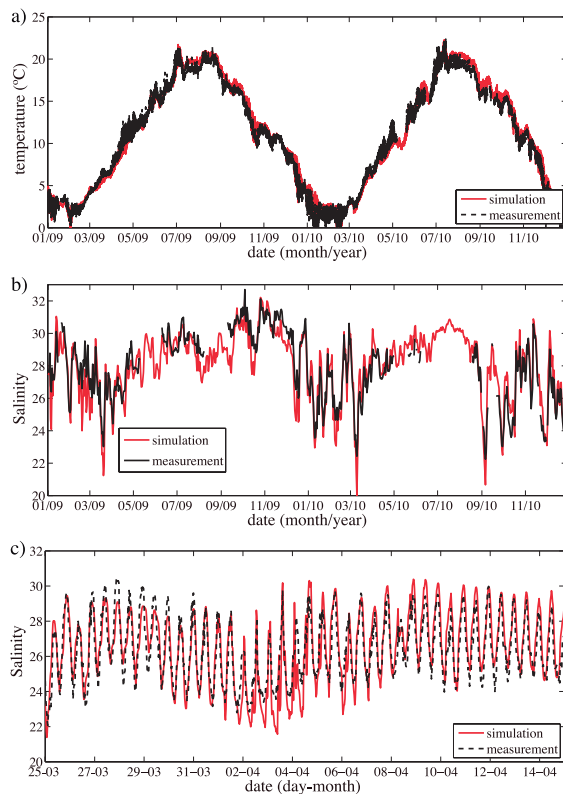 a)
25
20
15
10
5
0
temperature (°C)
simulation
measurement
01/09 03/09 05/09 07/09 09/09 11/09 01/10 03/10 05/10 07/10 09/10 11/10
date (month/year)
b)
32
30
28
26
24
22
20
Salinity
simulation
measurement
01/09 03/09 05/09 07/09 09/09 11/09 01/10 03/10 05/10 07/10 09/10 11/10
date (month/year)
c)
32
30
28
26
24
22
20
Salinity
simulation
measurement
25–03 27–03 29–03 31–03 02–04 04–04 06–04 08–04 10–04 12–04 14–04
date (day–month)